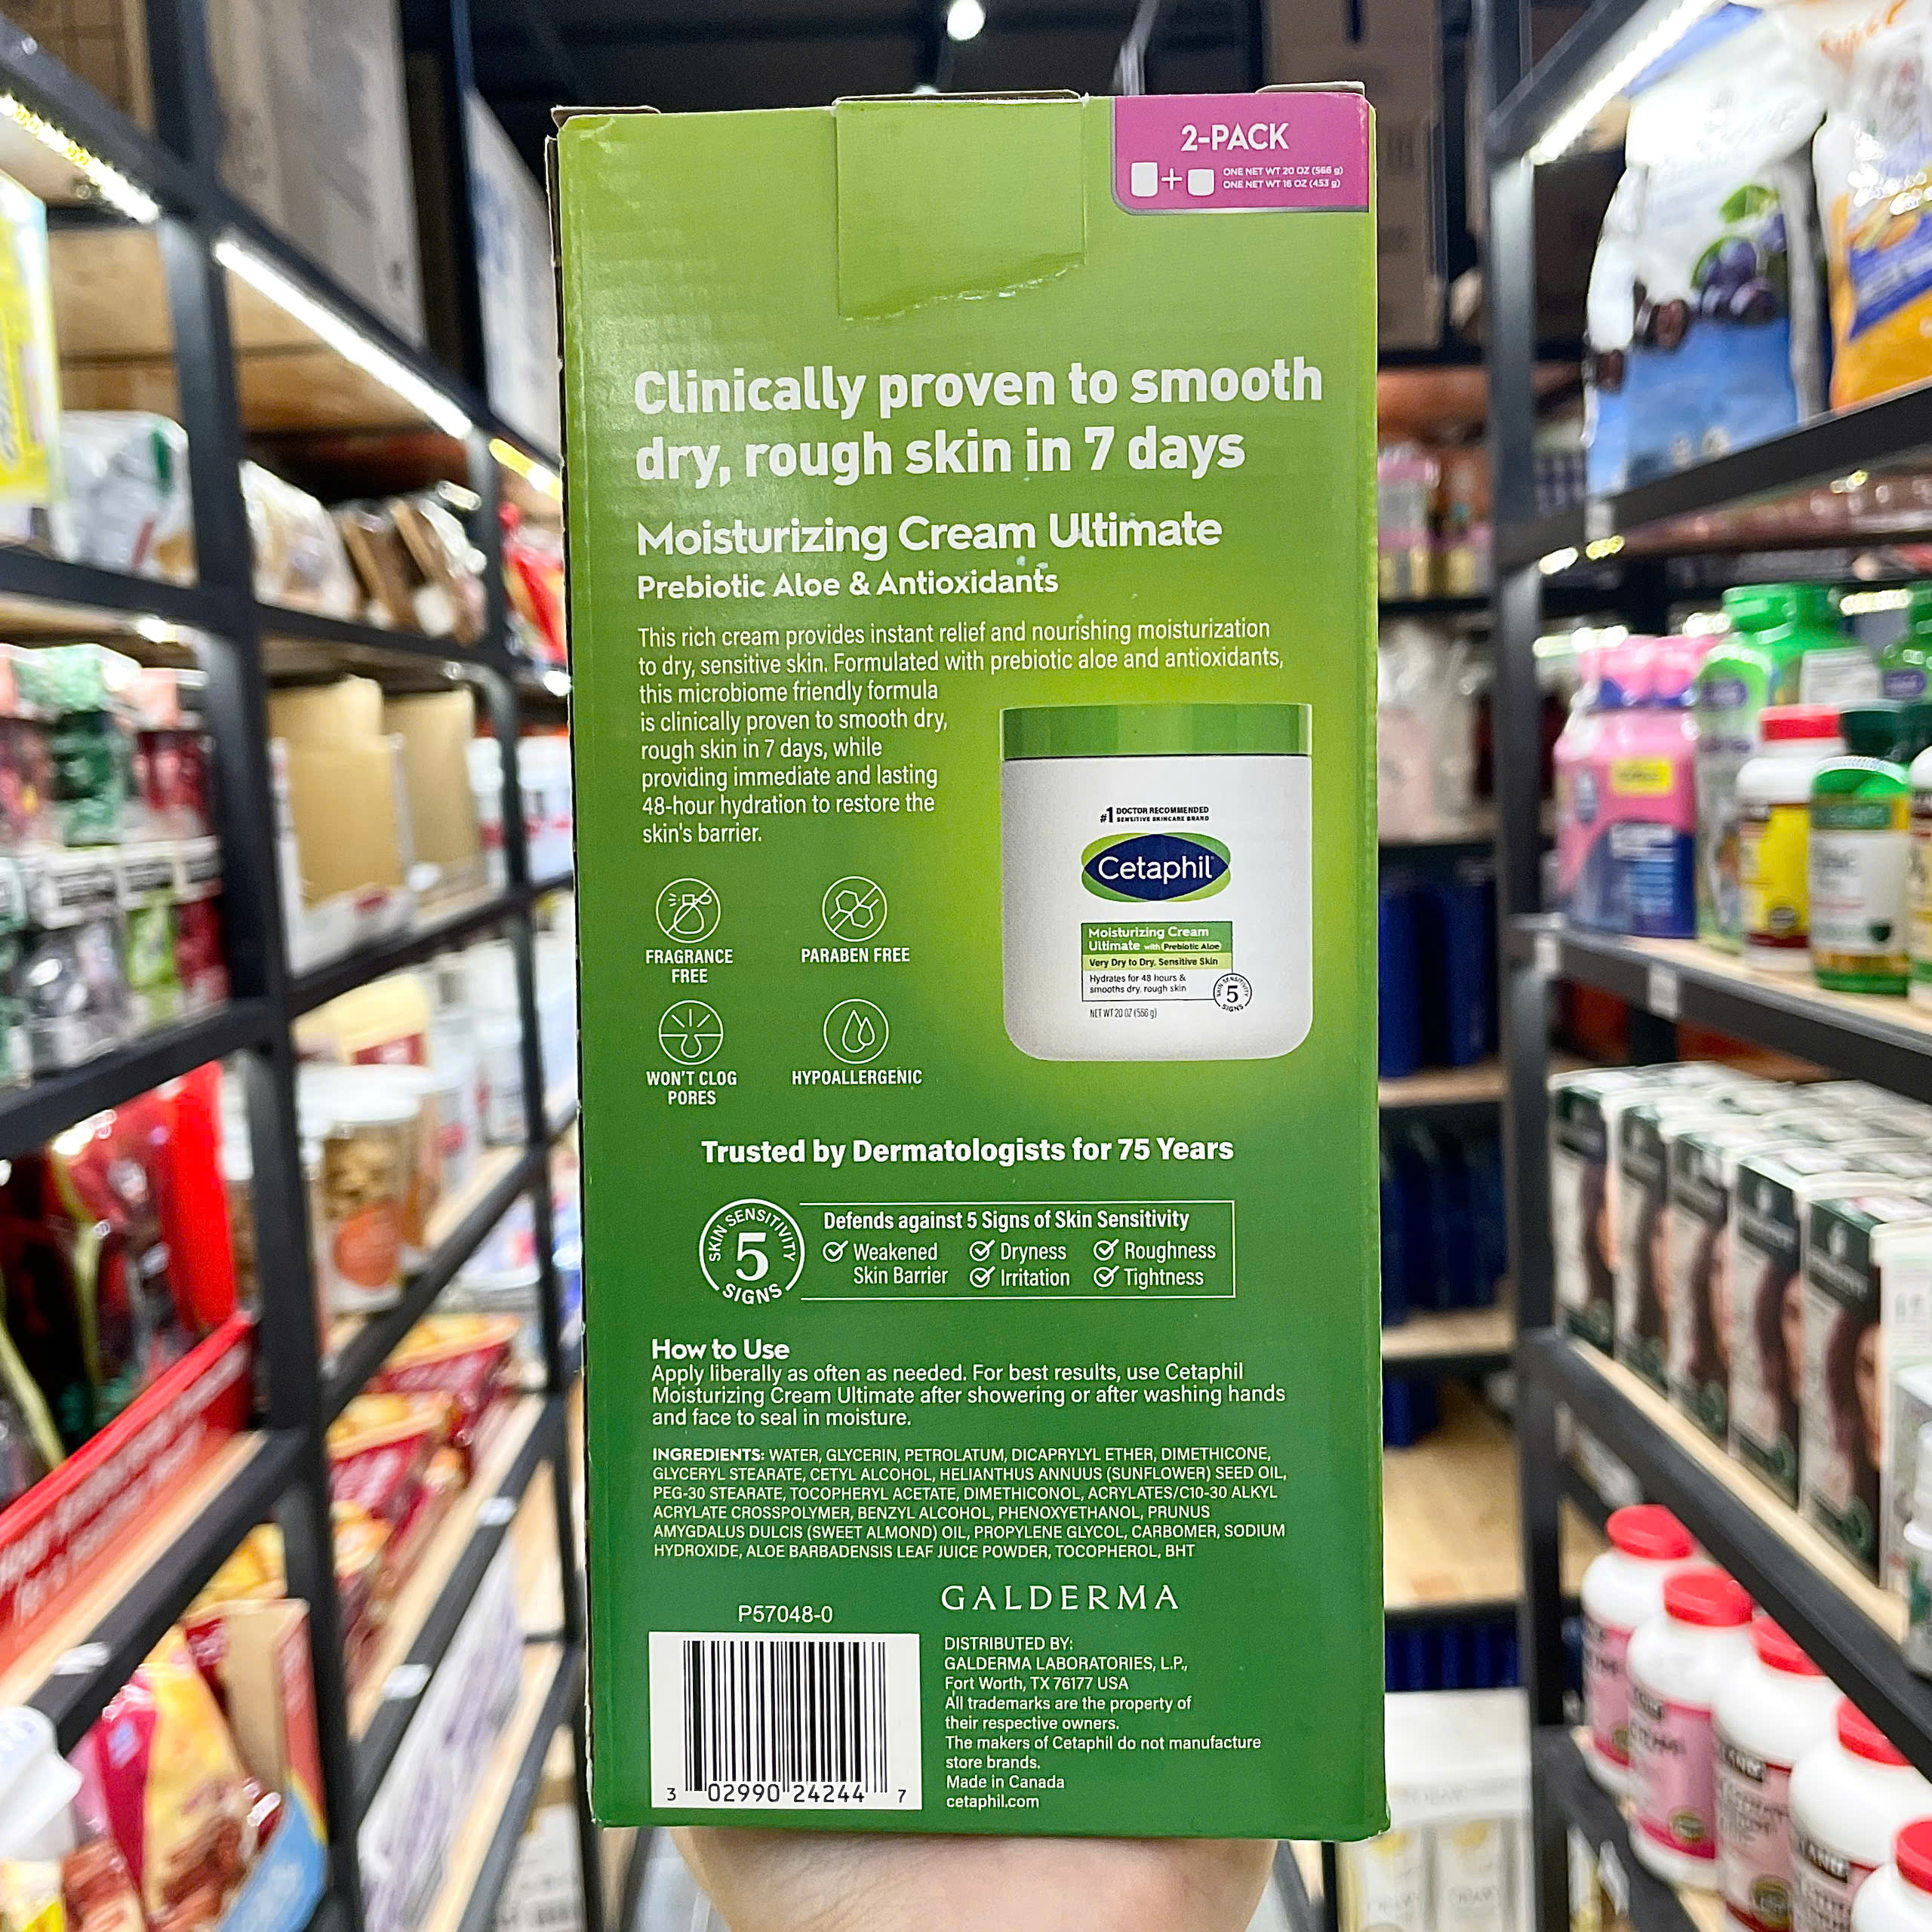 2-PACK
+ ONE NET WT 20 OZ (566 g)
ONE NET WT 16 OZ (453 g)
Clinically proven to smooth
dry, rough skin in 7 days
Moisturizing Cream Ultimate
Prebiotic Aloe & Antioxidants
This rich cream provides instant relief and nourishing moisturization
to dry, sensitive skin. Formulated with prebiotic aloe and antioxidants,
this microbiome friendly formula
is clinically proven to smooth dry,
rough skin in 7 days, while
providing immediate and lasting
48-hour hydration to restore the
skin's barrier.
#1 DOCTOR RECOMMENDED
SENSITIVE SKINCARE BRAND
Cetaphil
Moisturizing Cream
Ultimate with Prebiotic Aloe
Very Dry to Dry, Sensitive Skin
Hydrates for 48 hours &
smooths dry, rough skin
SKIN SENSITIVITY
5
SIGNS
NET WT 20 OZ (566 g)
FRAGRANCE
FREE
PARABEN FREE
WON'T CLOG
PORES
HYPOALLERGENIC
Trusted by Dermatologists for 75 Years
SKIN SENSITIVITY
5
SIGNS
Defends against 5 Signs of Skin Sensitivity
Weakened Dryness Roughness
Skin Barrier Irritation Tightness
How to Use
Apply liberally as often as needed. For best results, use Cetaphil
Moisturizing Cream Ultimate after showering or after washing hands
and face to seal in moisture.
INGREDIENTS: WATER, GLYCERIN, PETROLATUM, DICAPRYLYL ETHER, DIMETHICONE,
GLYCERYL STEARATE, CETYL ALCOHOL, HELIANTHUS ANNUUS (SUNFLOWER) SEED OIL,
PEG-30 STEARATE, TOCOPHERYL ACETATE, DIMETHICONOL, ACRYLATES/C10-30 ALKYL
ACRYLATE CROSSPOLYMER, BENZYL ALCOHOL, PHENOXYETHANOL, PRUNUS
AMYGDALUS DULCIS (SWEET ALMOND) OIL, PROPYLENE GLYCOL, CARBOMER, SODIUM
HYDROXIDE, ALOE BARBADENSIS LEAF JUICE POWDER, TOCOPHEROL, BHT
P57048-0
3 02990 24244 7
GALDERMA
DISTRIBUTED BY:
GALDERMA LABORATORIES, L.P.,
Fort Worth, TX 76177 USA
All trademarks are the property of
their respective owners.
The makers of Cetaphil do not manufacture
store brands.
Made in Canada
cetaphil.com